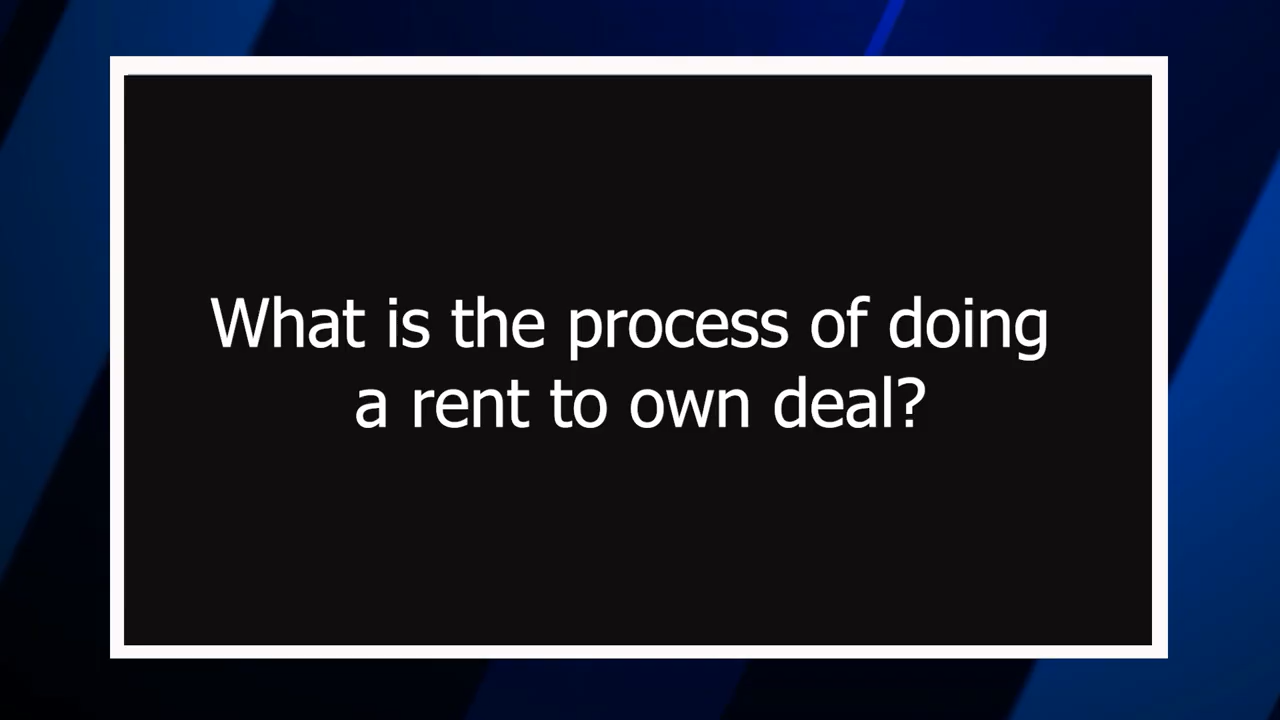 What is the process of doing
a rent to own deal?